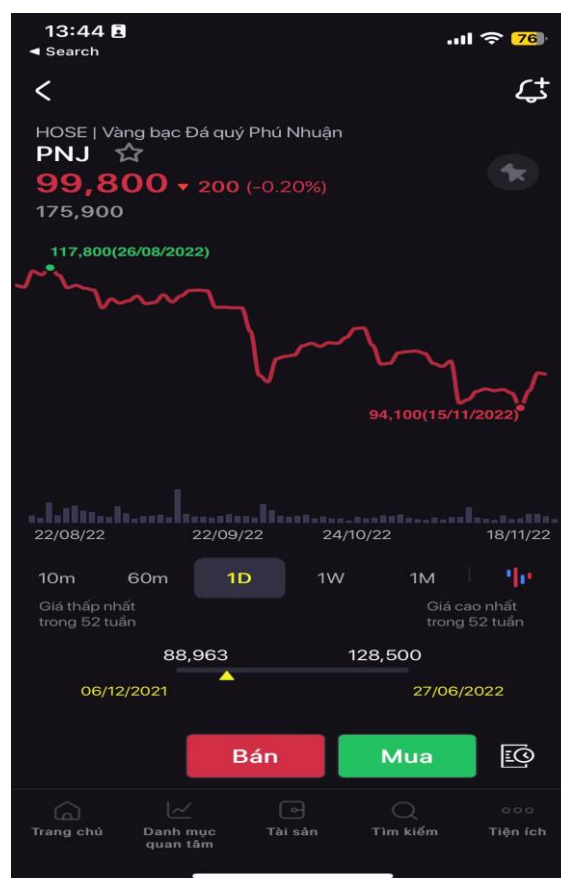 13:44
76
◄ Search
HOSE | Vàng bạc Đá quý Phú Nhuận
PNJ
99,800 ▼ 200 (-0.20%)
175,900
117,800(26/08/2022)
94,100(15/11/2022)
22/08/22 22/09/22 24/10/22 18/11/22
10m 60m 1D 1W 1M
Giá thấp nhất Giá cao nhất
trong 52 tuần trong 52 tuần
88,963 128,500
06/12/2021 27/06/2022
Bán Mua
Trang chủ Danh mục Tài sản Tìm kiếm Tiện ích
quan tâm